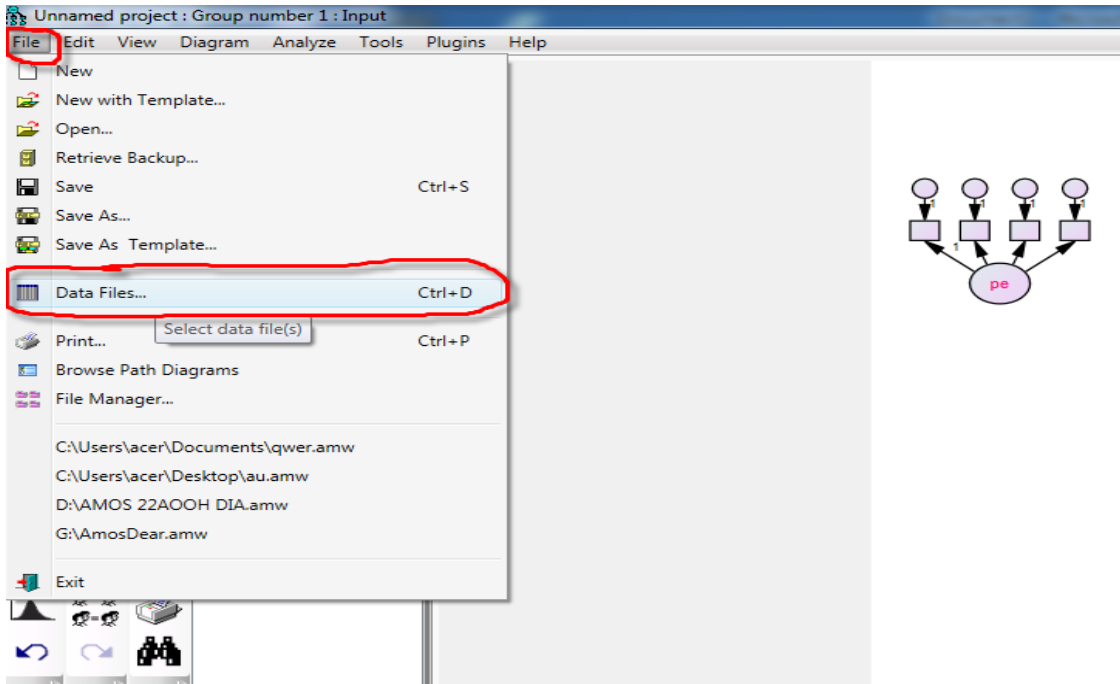 Unnamed project : Group number 1 : Input
File Edit View Diagram Analyze Tools Plugins Help
New
New with Template...
Open...
Retrieve Backup...
Save Ctrl+S
Save As...
Save As Template...
Data Files... Ctrl+D
Select data file(s)
Print... Ctrl+P
Browse Path Diagrams
File Manager...
C:\Users\acer\Documents\qwer.amw
C:\Users\acer\Desktop\au.amw
D:\AMOS 22AOOH DIA.amw
G:\AmosDear.amw
Exit
1 1 1 1
1
pe